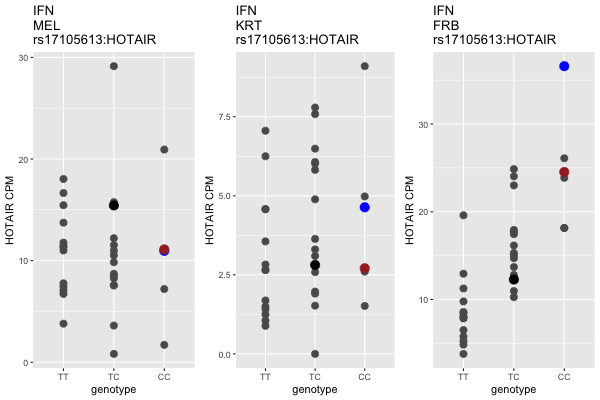 IFN
MEL
rs17105613:HOTAIR
HOTAIR CPM
30
20
10
0
TT TC CC
genotype
IFN
KRT
rs17105613:HOTAIR
HOTAIR CPM
7.5
5.0
2.5
0.0
TT TC CC
genotype
IFN
FRB
rs17105613:HOTAIR
HOTAIR CPM
30
20
10
TT TC CC
genotype